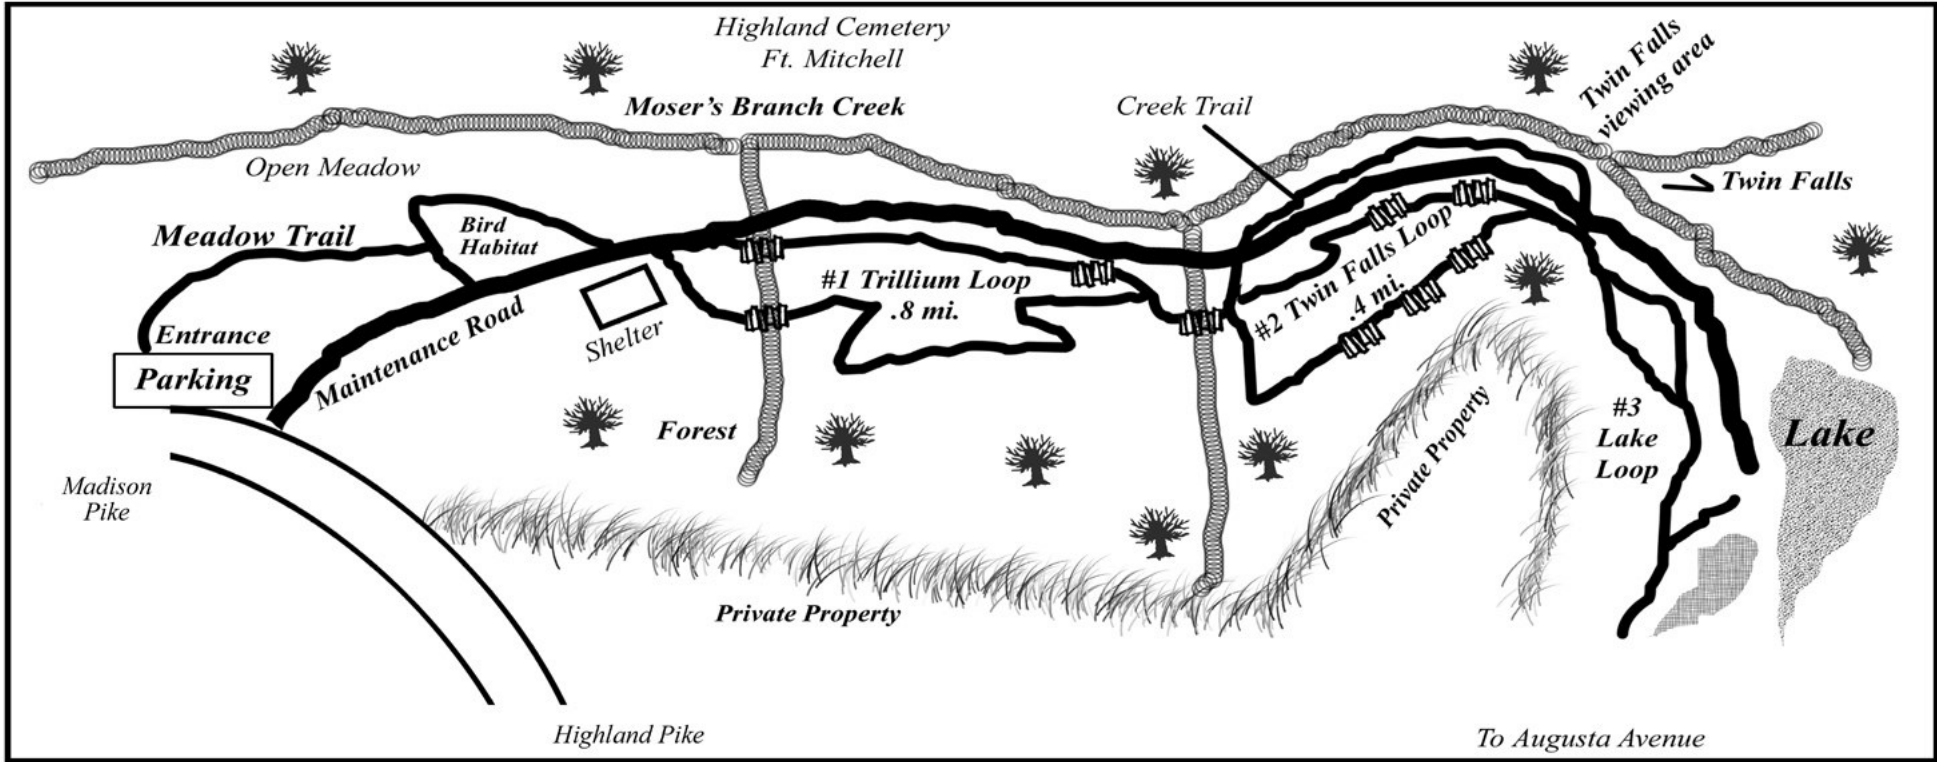 Highland Cemetery
Ft. Mitchell
Moser's Branch Creek
Creek Trail
Twin Falls
viewing area
Twin Falls
Open Meadow
Meadow Trail
Bird
Habitat
#1 Trillium Loop
.8 mi.
#2 Twin Falls Loop
.4 mi.
Entrance
Parking
Maintenance Road
Shelter
Forest
Private Property
#3
Lake
Loop
Lake
Madison
Pike
Private Property
Highland Pike
To Augusta Avenue